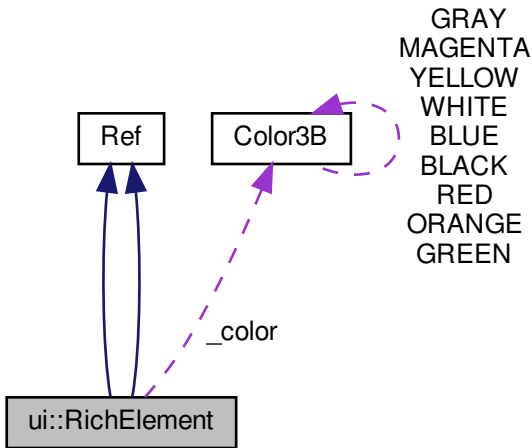 GRAY
MAGENTA
YELLOW
WHITE
BLUE
BLACK
RED
ORANGE
GREEN
Ref
Color3B
_color
ui::RichElement